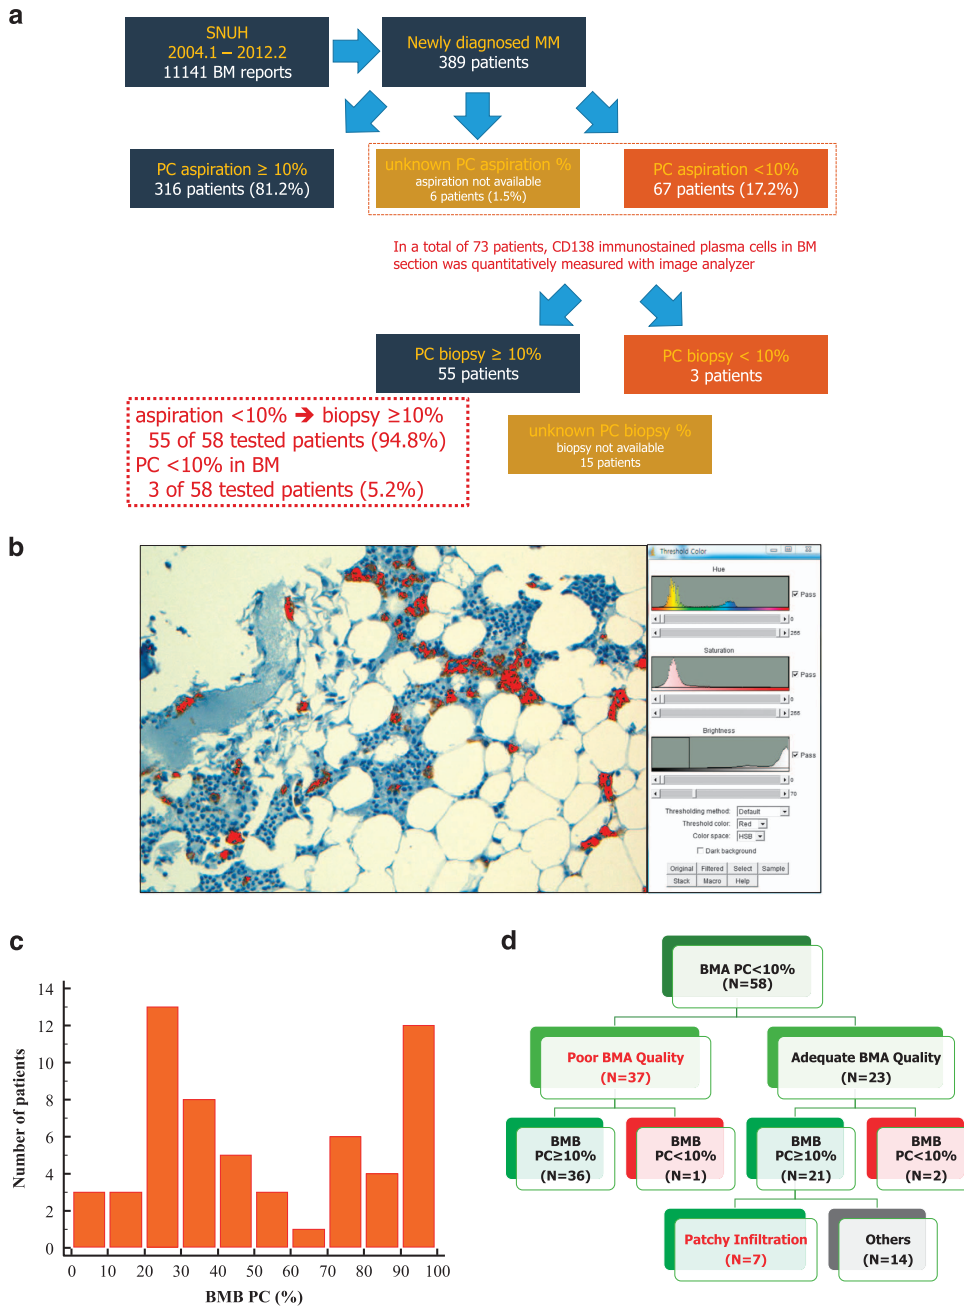 a
SNUH
2004.1 – 2012.2
11141 BM reports
Newly diagnosed MM
389 patients
PC aspiration ≥ 10%
316 patients (81.2%)
unknown PC aspiration %
aspiration not available
6 patients (1.5%)
PC aspiration <10%
67 patients (17.2%)
In a total of 73 patients, CD138 immunostained plasma cells in BM
section was quantitatively measured with image analyzer
PC biopsy ≥ 10%
55 patients
PC biopsy < 10%
3 patients
aspiration <10% ➔ biopsy ≥10%
55 of 58 tested patients (94.8%)
PC <10% in BM
3 of 58 tested patients (5.2%)
unknown PC biopsy %
biopsy not available
15 patients
b
Threshold Color
Hue
Pass
0
255
Saturation
Pass
0
255
Brightness
Pass
0
70
Thresholding method: Default
Threshold color: Red
Color space: HSB
Dark background
Original Filtered Select Sample
Stack Macro Help
c
Number of patients
14
12
10
8
6
4
2
0
0 10 20 30 40 50 60 70 80 90 100
BMB PC (%)
d
BMA PC<10%
(N=58)
Poor BMA Quality
(N=37)
Adequate BMA Quality
(N=23)
BMB
PC≥10%
(N=36)
BMB
PC<10%
(N=1)
BMB
PC≥10%
(N=21)
BMB
PC<10%
(N=2)
Patchy Infiltration
(N=7)
Others
(N=14)